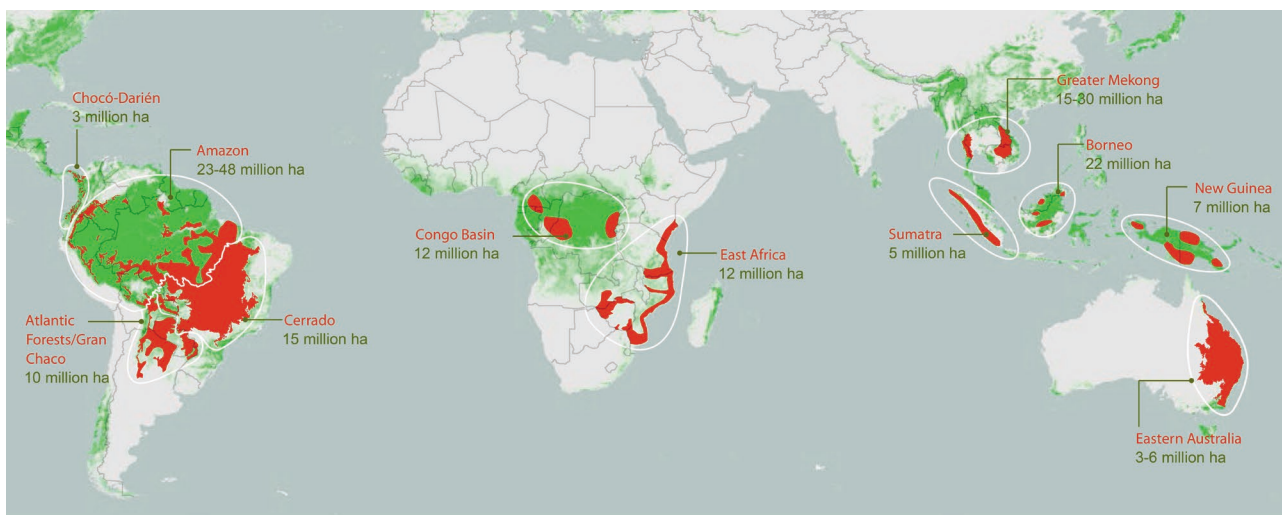 Chocó-Darién
3 million ha
Amazon
23-48 million ha
Atlantic
Forests/Gran
Chaco
10 million ha
Cerrado
15 million ha
Congo Basin
12 million ha
East Africa
12 million ha
Greater Mekong
15-30 million ha
Borneo
22 million ha
New Guinea
7 million ha
Sumatra
5 million ha
Eastern Australia
3-6 million ha